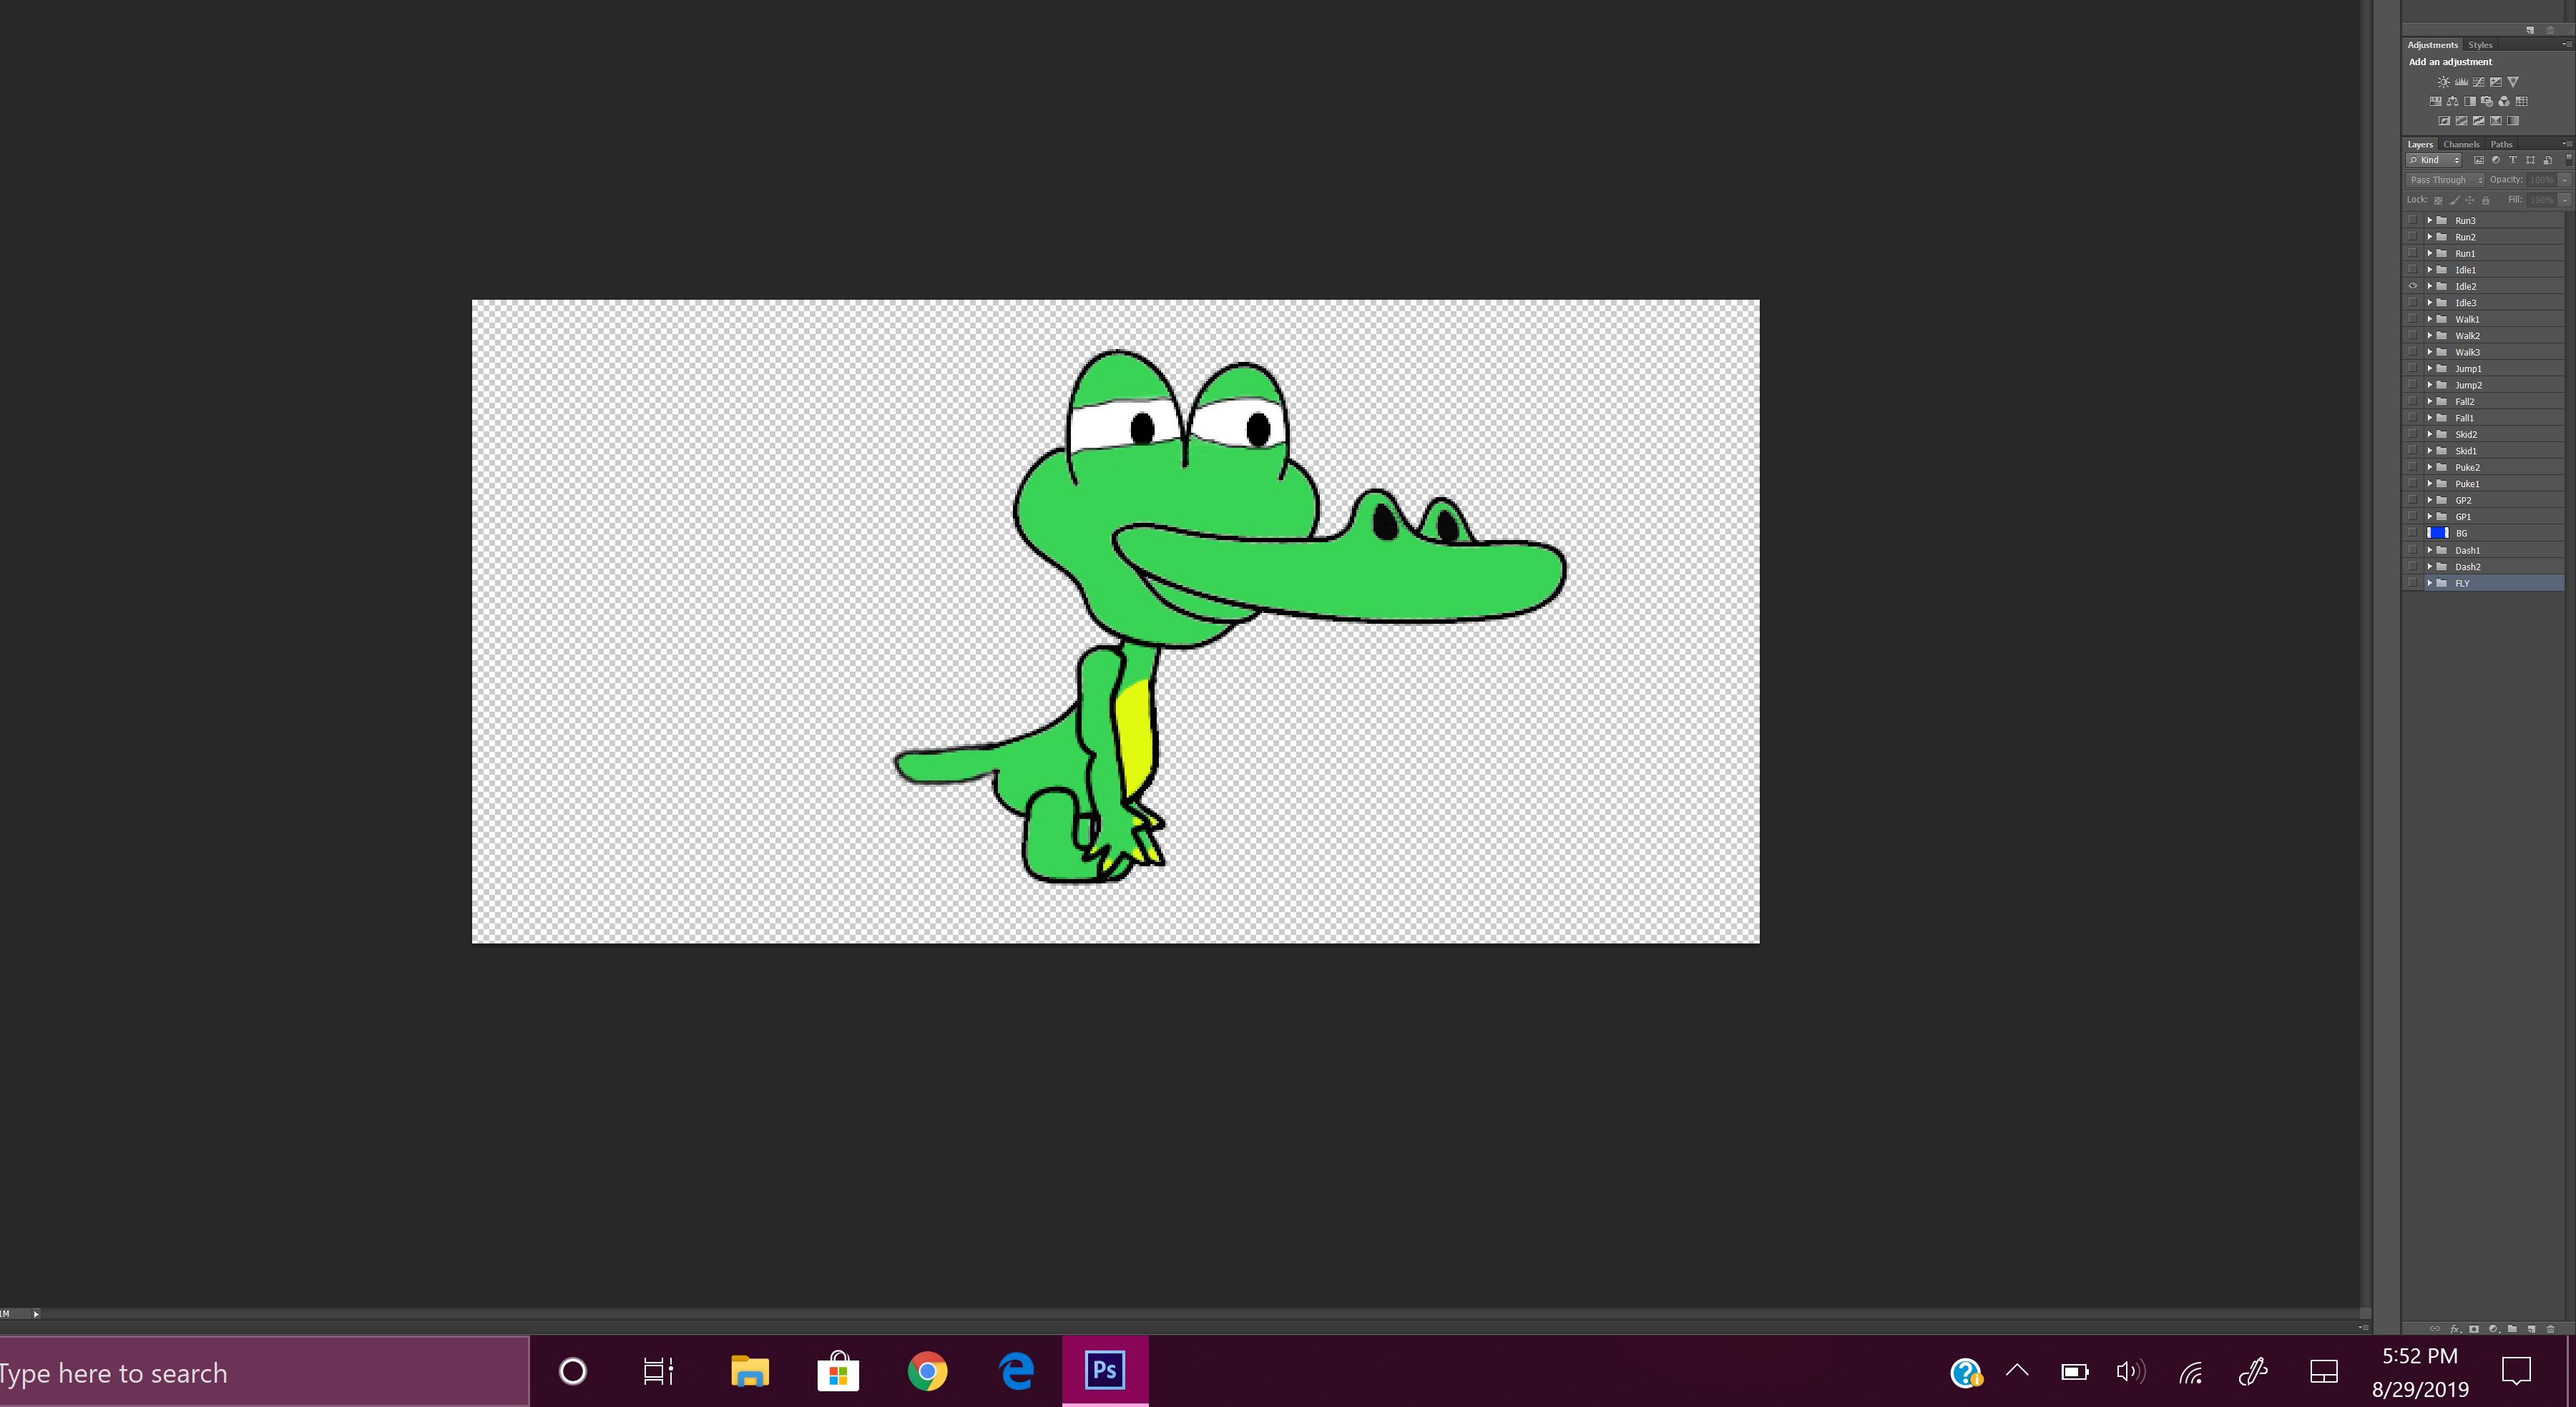 Adjustments Styles
Add an adjustment
Layers Channels Paths
Kind
Pass Through Opacity: 100%
Lock: Fill: 100%
Run3
Run2
Run1
Idle1
Idle2
Idle3
Walk1
Walk2
Walk3
Jump1
Jump2
Fall2
Fall1
Skid2
Skid1
Puke2
Puke1
GP2
GP1
BG
Dash1
Dash2
FLY
fx
Type here to search
Ps
5:52 PM
8/29/2019